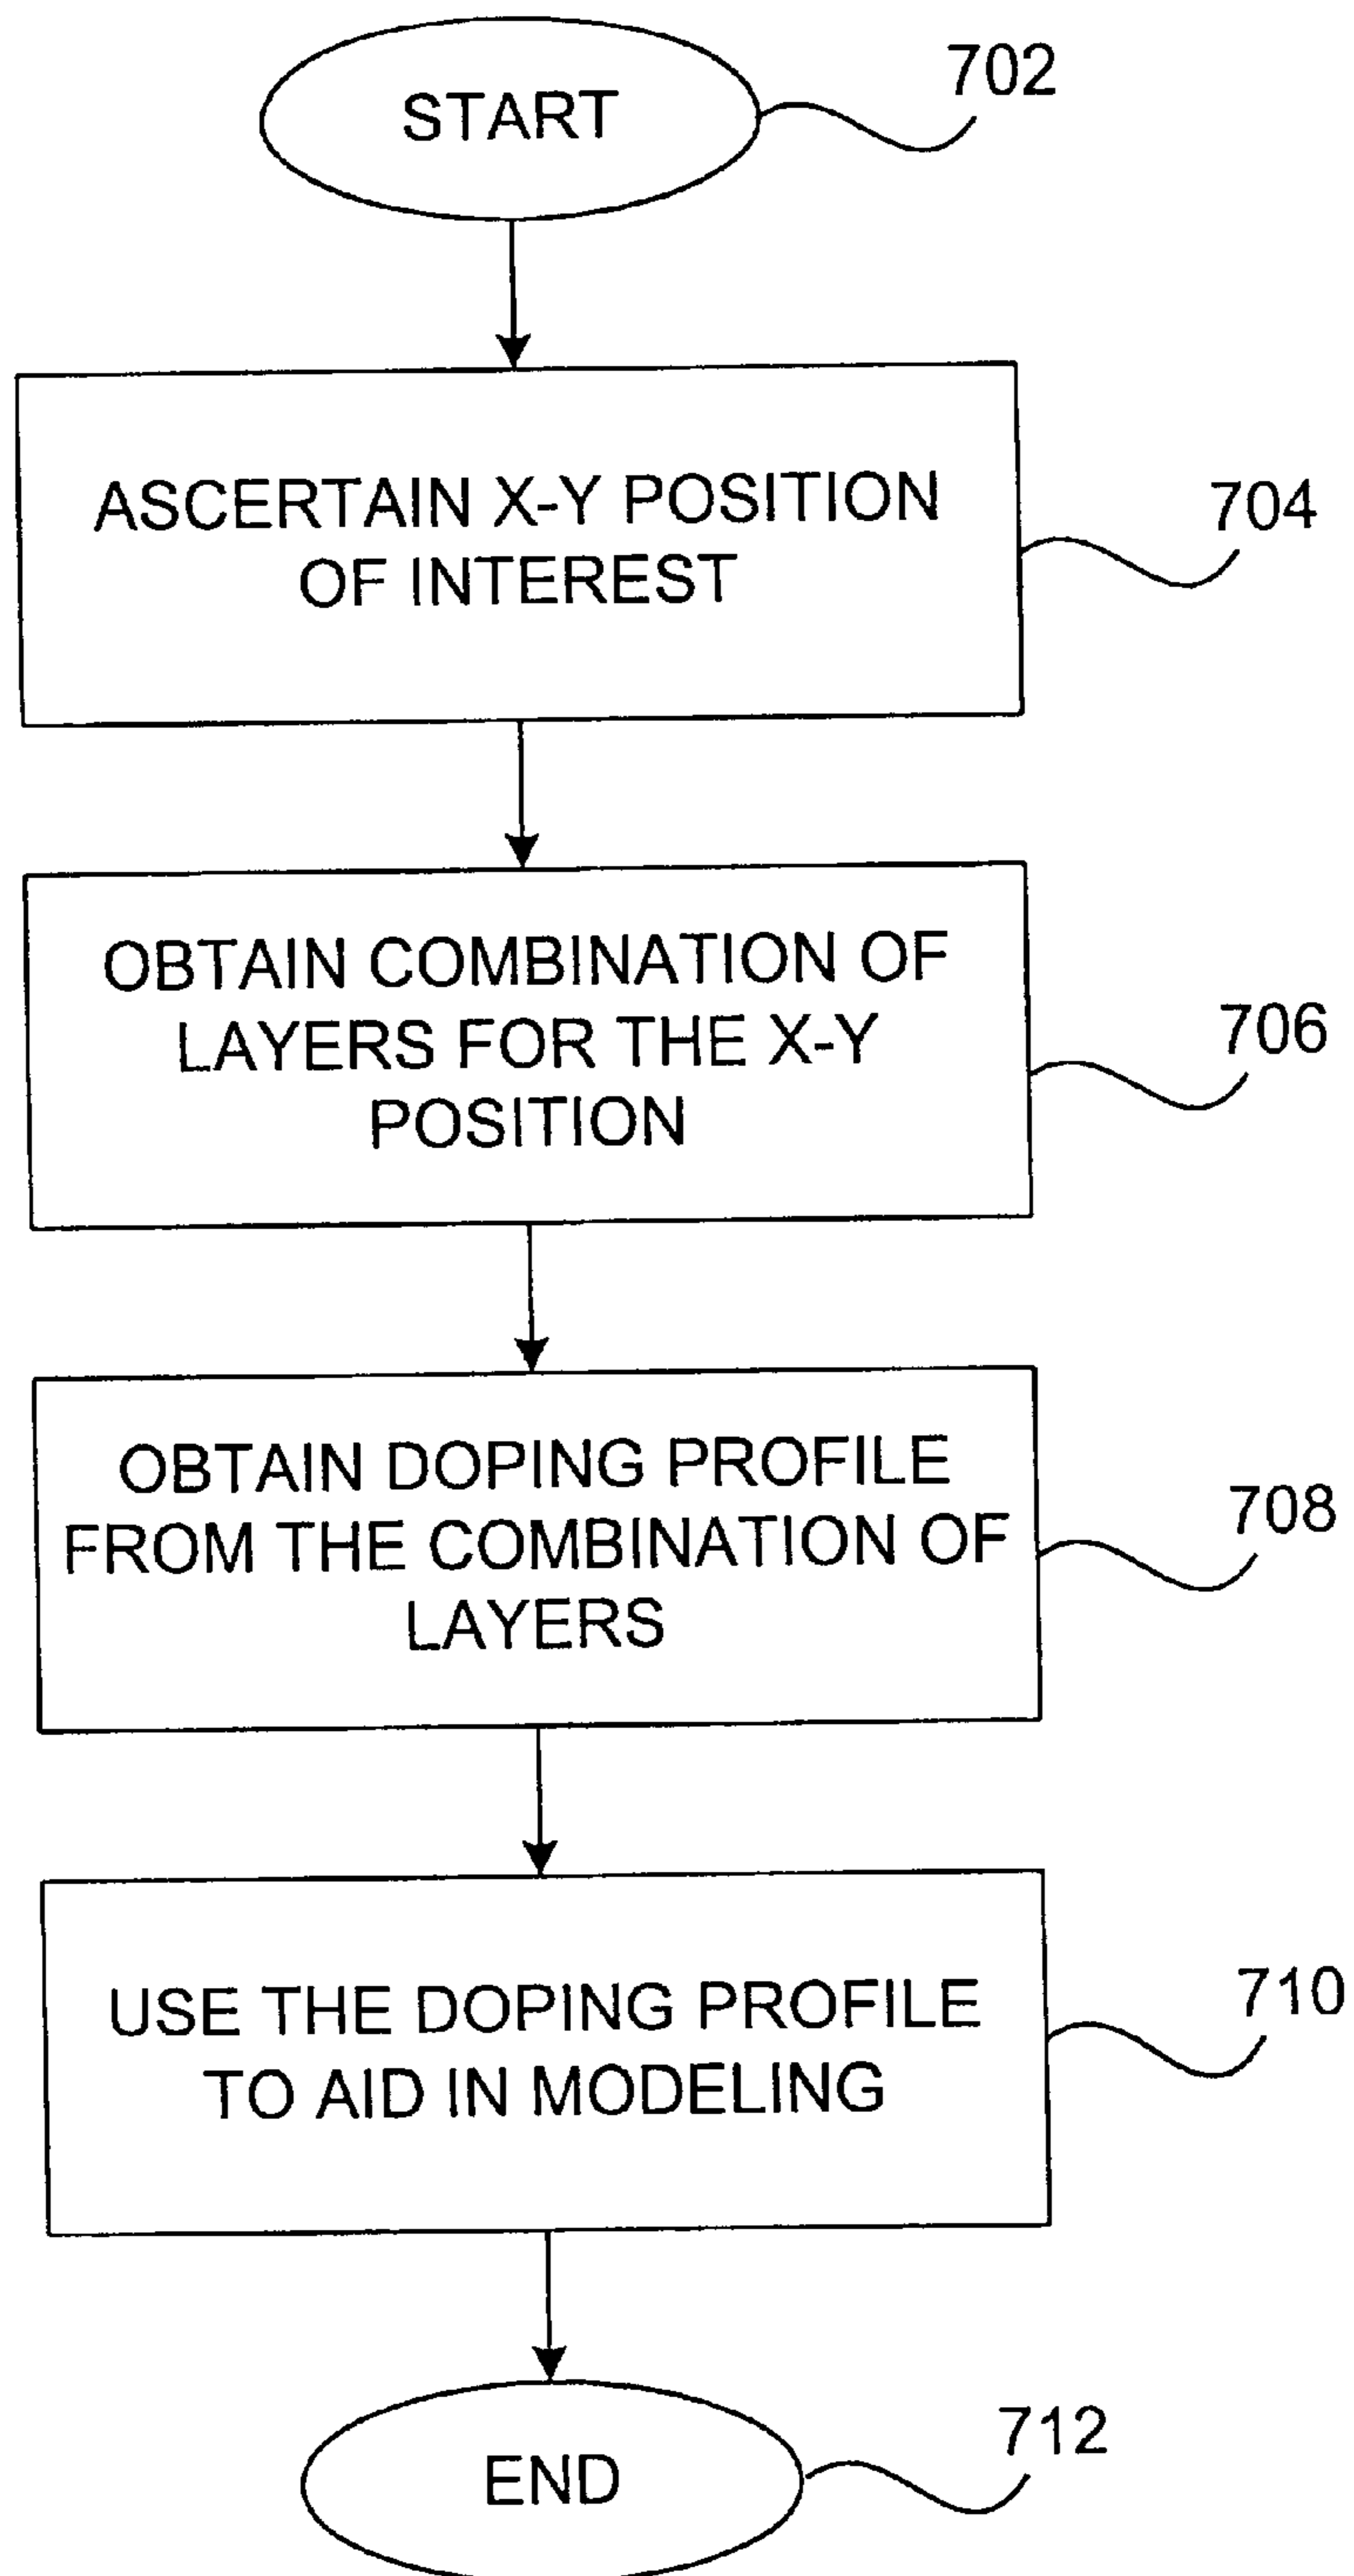 START
702
ASCERTAIN X-Y POSITION
OF INTEREST
704
OBTAIN COMBINATION OF
LAYERS FOR THE X-Y
POSITION
706
OBTAIN DOPING PROFILE
FROM THE COMBINATION OF
LAYERS
708
USE THE DOPING PROFILE
TO AID IN MODELING
710
END
712